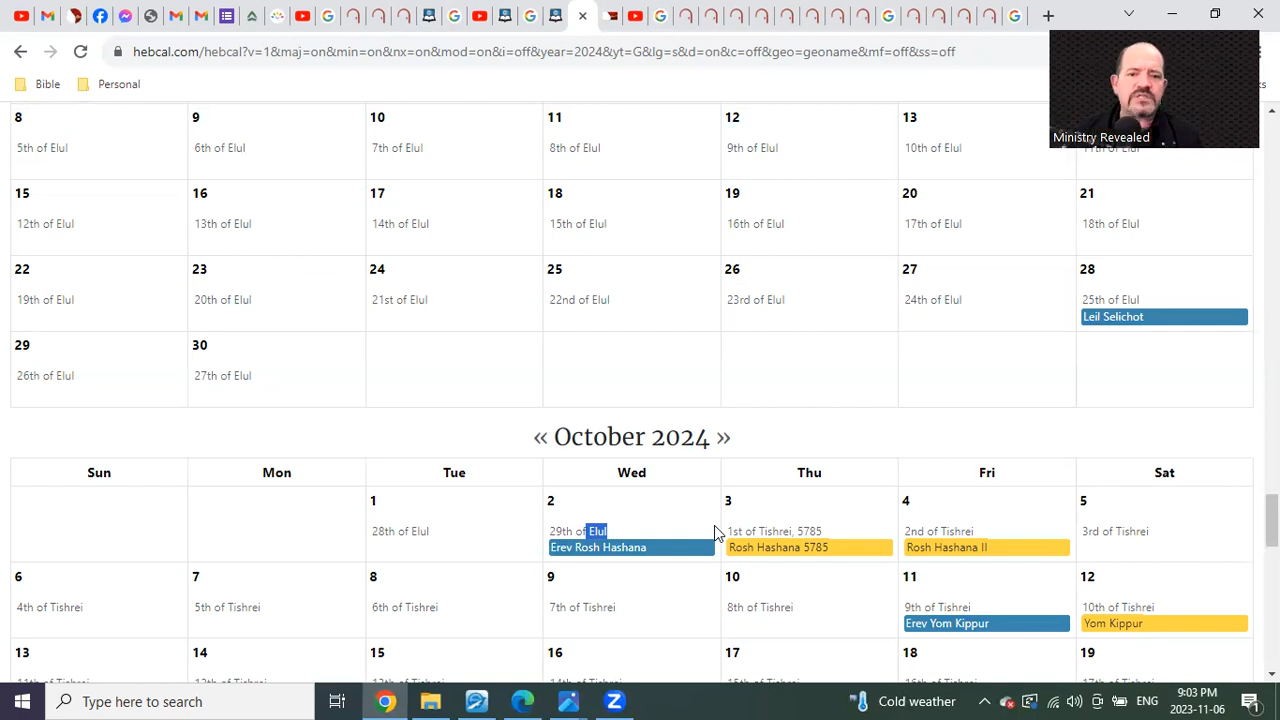 hebcal.com/hebcal?v=1&maj=on&min=on&nx=on&mod=on&i=off&year=2024&yt=G&lg=s&d=on&c=off&geo=geoname&mf=off&ss=off
Bible
Personal
Ministry Revealed
8
9
10
11
12
13
5th of Elul
6th of Elul
7th of Elul
8th of Elul
9th of Elul
10th of Elul
11th of Elul
15
16
17
18
19
20
21
12th of Elul
13th of Elul
14th of Elul
15th of Elul
16th of Elul
17th of Elul
18th of Elul
22
23
24
25
26
27
28
19th of Elul
20th of Elul
21st of Elul
22nd of Elul
23rd of Elul
24th of Elul
25th of Elul
Leil Selichot
29
30
26th of Elul
27th of Elul
« October 2024 »
Sun
Mon
Tue
Wed
Thu
Fri
Sat
1
2
3
4
5
28th of Elul
29th of Elul
1st of Tishrei, 5785
2nd of Tishrei
3rd of Tishrei
Erev Rosh Hashana
Rosh Hashana 5785
Rosh Hashana II
6
7
8
9
10
11
12
4th of Tishrei
5th of Tishrei
6th of Tishrei
7th of Tishrei
8th of Tishrei
9th of Tishrei
10th of Tishrei
Erev Yom Kippur
Yom Kippur
13
14
15
16
17
18
19
Type here to search
Cold weather
ENG
9:03 PM
2023-11-06